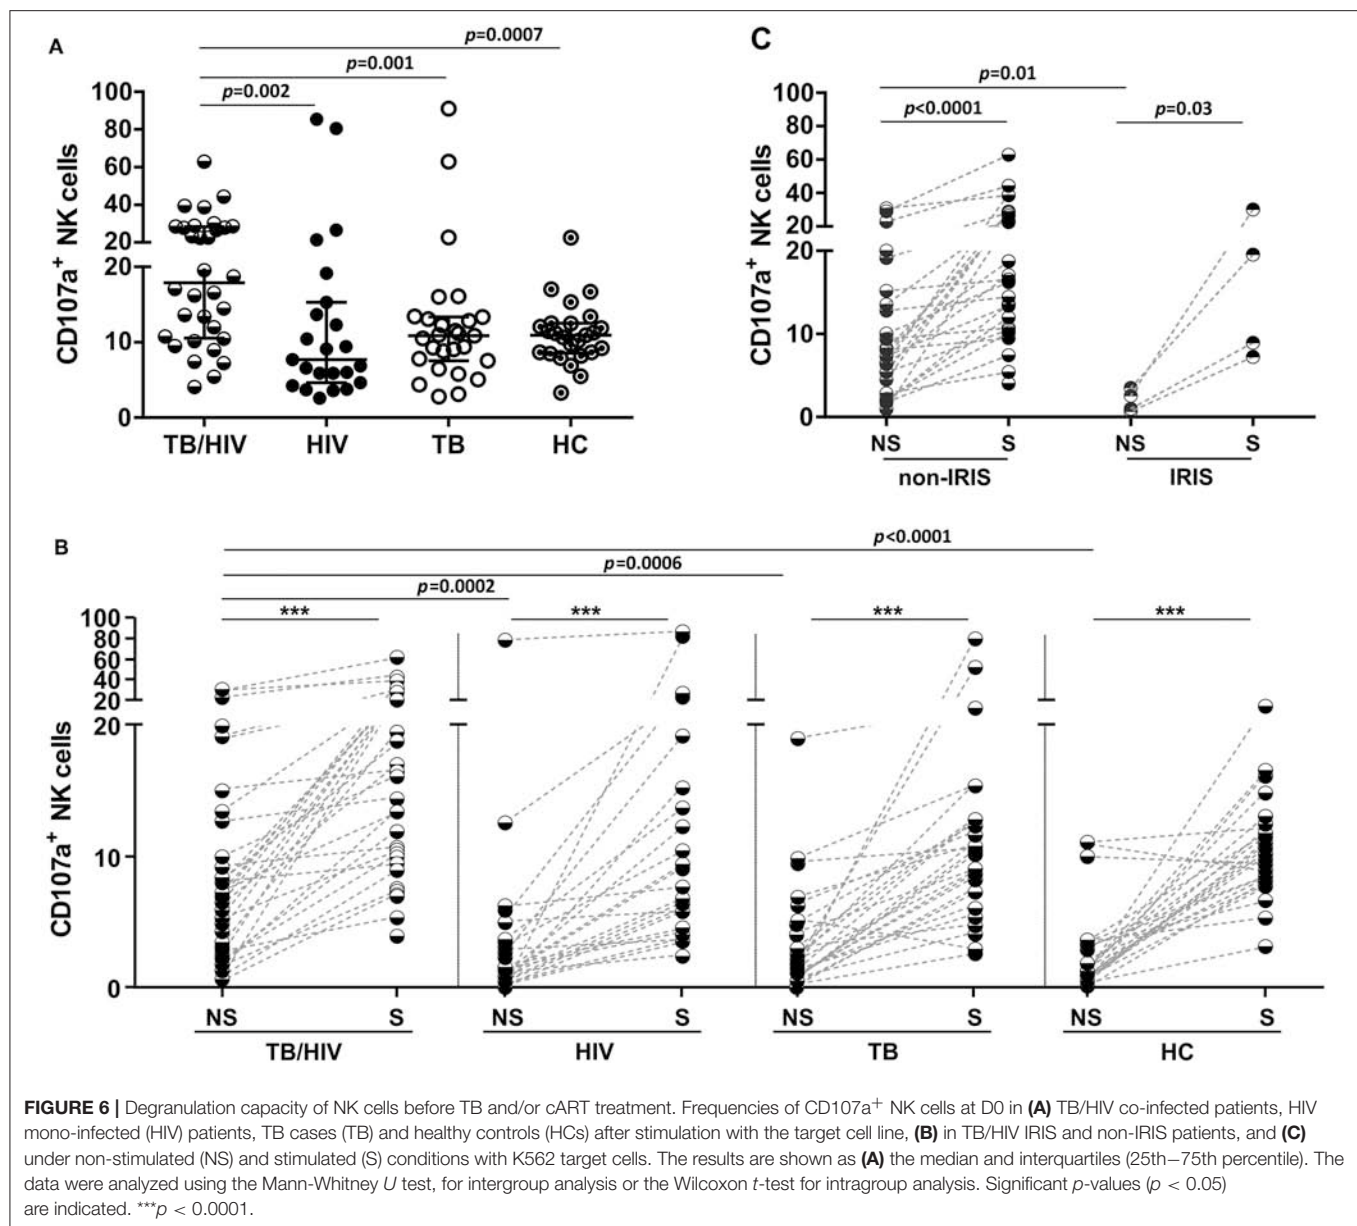 A
p=0.0007
p=0.001
p=0.002
CD107a+ NK cells
100
80
60
40
20
20
10
0
TB/HIV HIV TB HC
C
p=0.01
p<0.0001 p=0.03
CD107a+ NK cells
100
80
60
40
20
20
10
0
NS S NS S
non-IRIS IRIS
B
p<0.0001
p=0.0006
p=0.0002
*** *** *** ***
CD107a+ NK cells
100
80
60
40
20
20
10
0
NS S NS S NS S NS S
TB/HIV HIV TB HC
FIGURE 6 | Degranulation capacity of NK cells before TB and/or cART treatment. Frequencies of CD107a+ NK cells at D0 in (A) TB/HIV co-infected patients, HIV
mono-infected (HIV) patients, TB cases (TB) and healthy controls (HCs) after stimulation with the target cell line, (B) in TB/HIV IRIS and non-IRIS patients, and (C)
under non-stimulated (NS) and stimulated (S) conditions with K562 target cells. The results are shown as (A) the median and interquartiles (25th–75th percentile). The
data were analyzed using the Mann-Whitney U test, for intergroup analysis or the Wilcoxon t-test for intragroup analysis. Significant p-values (p < 0.05)
are indicated. ***p < 0.0001.